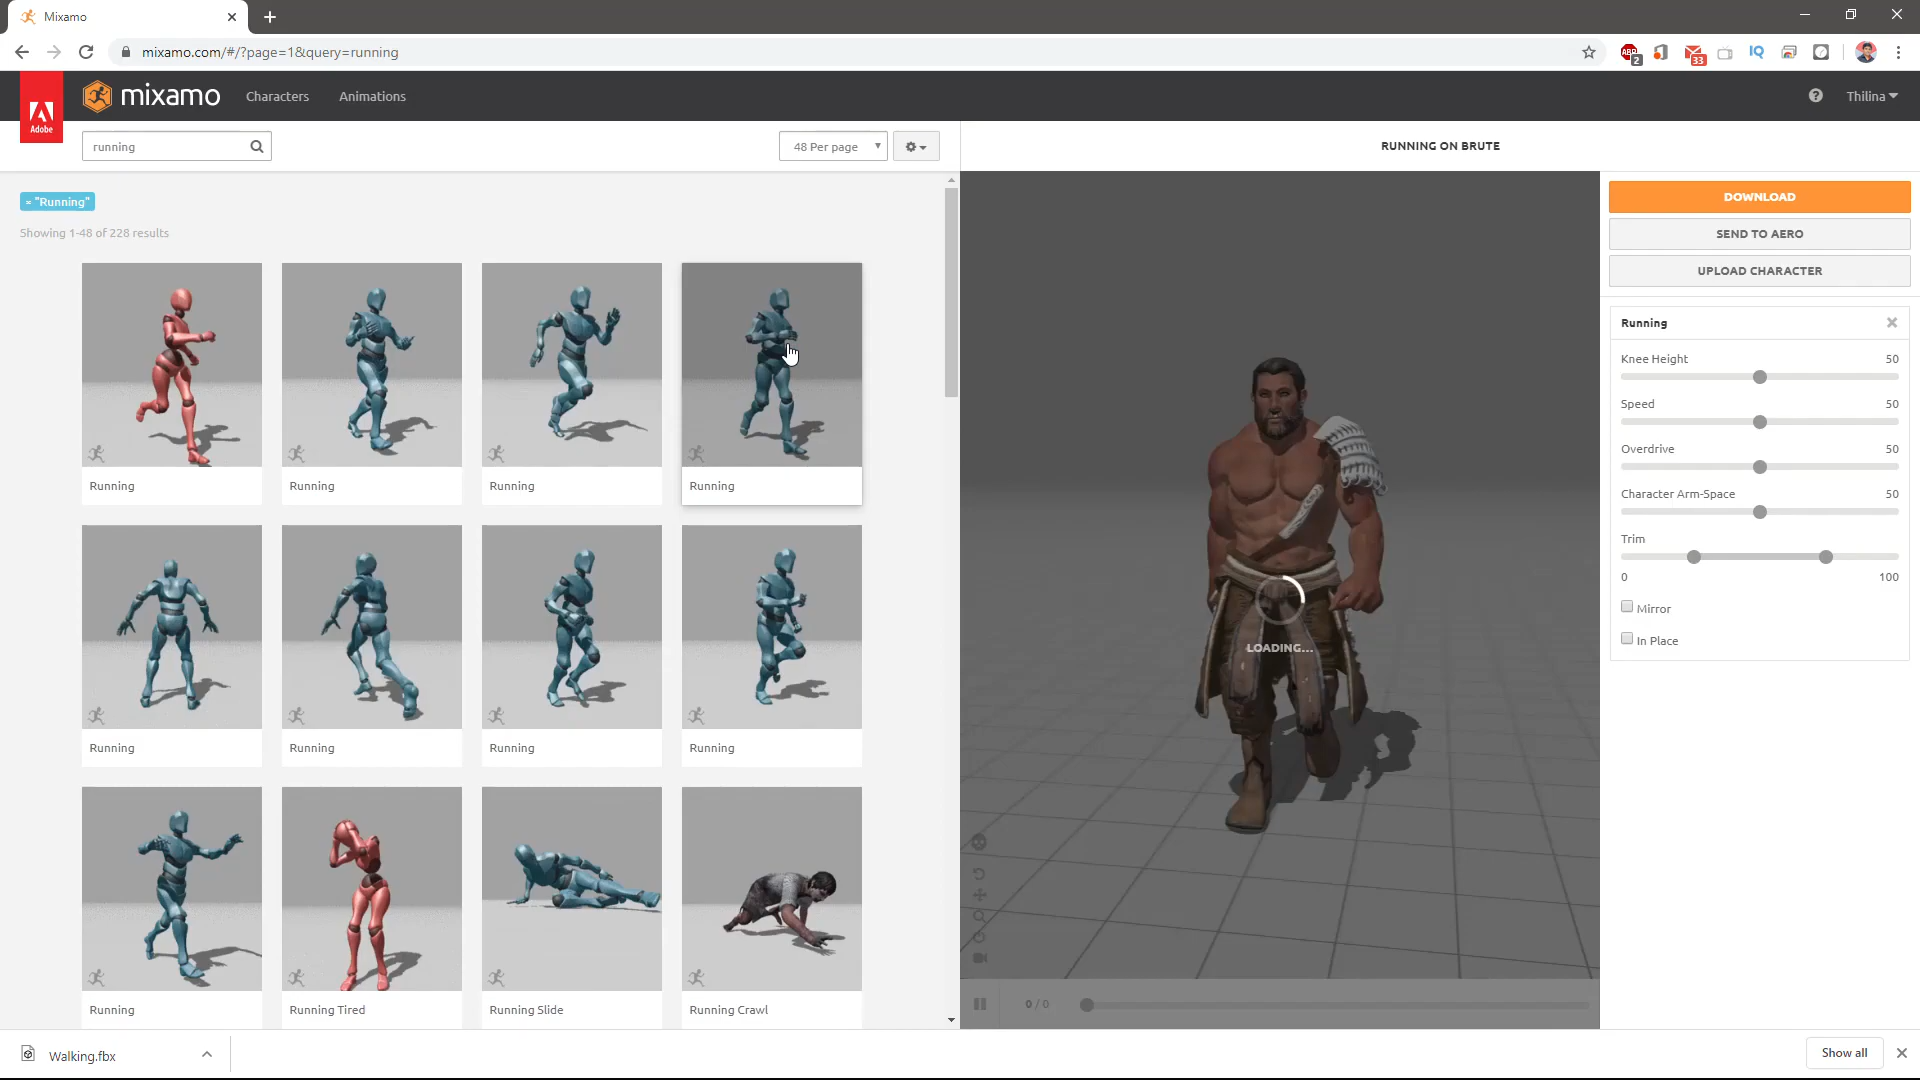 Mixamo
mixamo.com/#/?page=1&query=running
2
33
IQ
Adobe
mixamo
Characters
Animations
Thilina
running
48 Per page
RUNNING ON BRUTE
× "Running"
Showing 1-48 of 228 results
DOWNLOAD
SEND TO AERO
UPLOAD CHARACTER
Running
Knee Height 50
Speed 50
Overdrive 50
Character Arm-Space 50
Trim
0 100
Mirror
In Place
Running Running Running Running
Running Running Running Running
Running Running Tired Running Slide Running Crawl
LOADING...
0 / 0
Walking.fbx
Show all